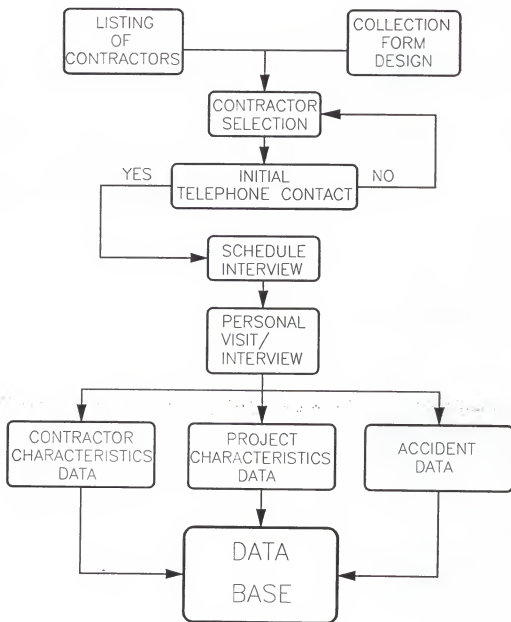 LISTING
OF
CONTRACTORS
COLLECTION
FORM
DESIGN
CONTRACTOR
SELECTION
YES
INITIAL
TELEPHONE CONTACT
NO
SCHEDULE
INTERVIEW
PERSONAL
VISIT/
INTERVIEW
CONTRACTOR
CHARACTERISTICS
DATA
PROJECT
CHARACTERISTICS
DATA
ACCIDENT
DATA
DATA
BASE